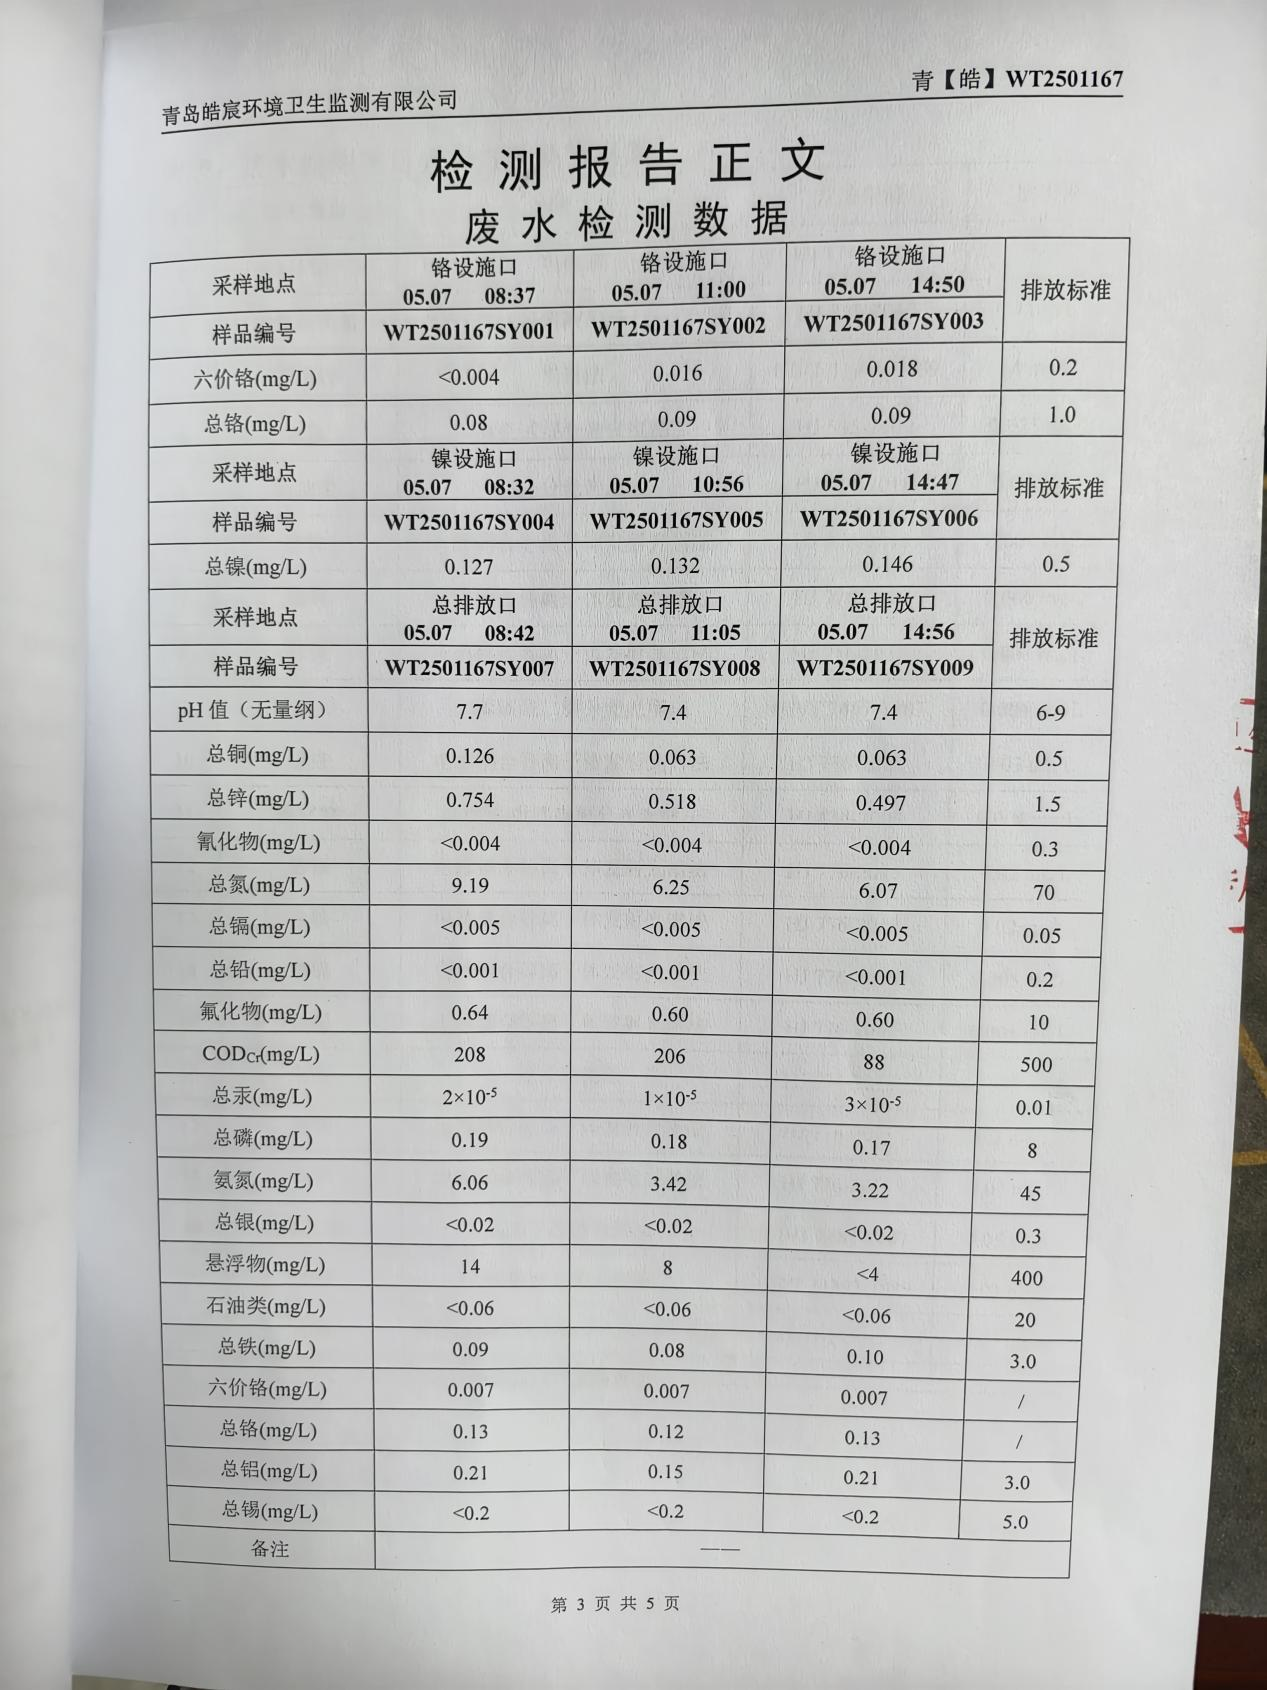 青岛皓宸环境卫生监测有限公司 青【皓】WT2501167
检测报告正文
废水检测数据
采样地点 铬设施口 05.07 08:37 铬设施口 05.07 11:00 铬设施口 05.07 14:50 排放标准
样品编号 WT2501167SY001 WT2501167SY002 WT2501167SY003
六价铬(mg/L) <0.004 0.016 0.018 0.2
总铬(mg/L) 0.08 0.09 0.09 1.0
采样地点 镍设施口 05.07 08:32 镍设施口 05.07 10:56 镍设施口 05.07 14:47 排放标准
样品编号 WT2501167SY004 WT2501167SY005 WT2501167SY006
总镍(mg/L) 0.127 0.132 0.146 0.5
采样地点 总排放口 05.07 08:42 总排放口 05.07 11:05 总排放口 05.07 14:56 排放标准
样品编号 WT2501167SY007 WT2501167SY008 WT2501167SY009
pH 值（无量纲） 7.7 7.4 7.4 6-9
总铜(mg/L) 0.126 0.063 0.063 0.5
总锌(mg/L) 0.754 0.518 0.497 1.5
氰化物(mg/L) <0.004 <0.004 <0.004 0.3
总氮(mg/L) 9.19 6.25 6.07 70
总镉(mg/L) <0.005 <0.005 <0.005 0.05
总铅(mg/L) <0.001 <0.001 <0.001 0.2
氟化物(mg/L) 0.64 0.60 0.60 10
CODCr(mg/L) 208 206 88 500
总汞(mg/L) 2×10-5 1×10-5 3×10-5 0.01
总磷(mg/L) 0.19 0.18 0.17 8
氨氮(mg/L) 6.06 3.42 3.22 45
总银(mg/L) <0.02 <0.02 <0.02 0.3
悬浮物(mg/L) 14 8 <4 400
石油类(mg/L) <0.06 <0.06 <0.06 20
总铁(mg/L) 0.09 0.08 0.10 3.0
六价铬(mg/L) 0.007 0.007 0.007 /
总铬(mg/L) 0.13 0.12 0.13 /
总铝(mg/L) 0.21 0.15 0.21 3.0
总锡(mg/L) <0.2 <0.2 <0.2 5.0
备注 ——
第 3 页 共 5 页